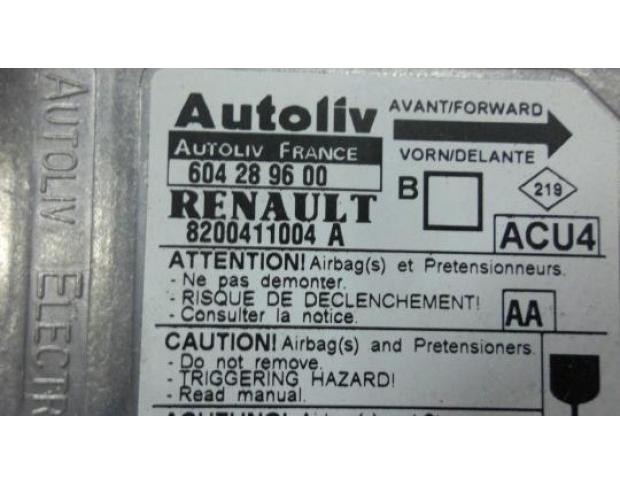 Autoliv
AUTOLIV FRANCE
604 28 96 00
RENAULT
8200411004 A
AVANT/FORWARD
VORN/DELANTE
B
219
ACU4
ATTENTION! Airbag(s) et Pretensionneurs.
- Ne pas demonter.
- RISQUE DE DECLENCHEMENT!
- Consulter la notice.
AA
CAUTION! Airbag(s) and Pretensioners.
- Do not remove.
- TRIGGERING HAZARD!
- Read manual.
ACHTUNG!
AUTOLIV ELECTR